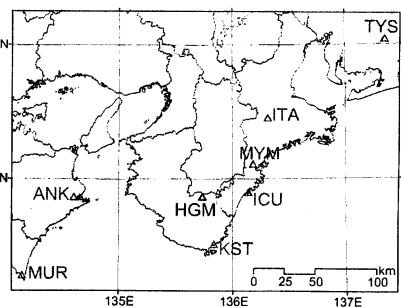 TYS
N
ITA
MYM
N
ANK
HGM
ICU
KST
MUR
km
0 25 50 100
135E 136E 137E